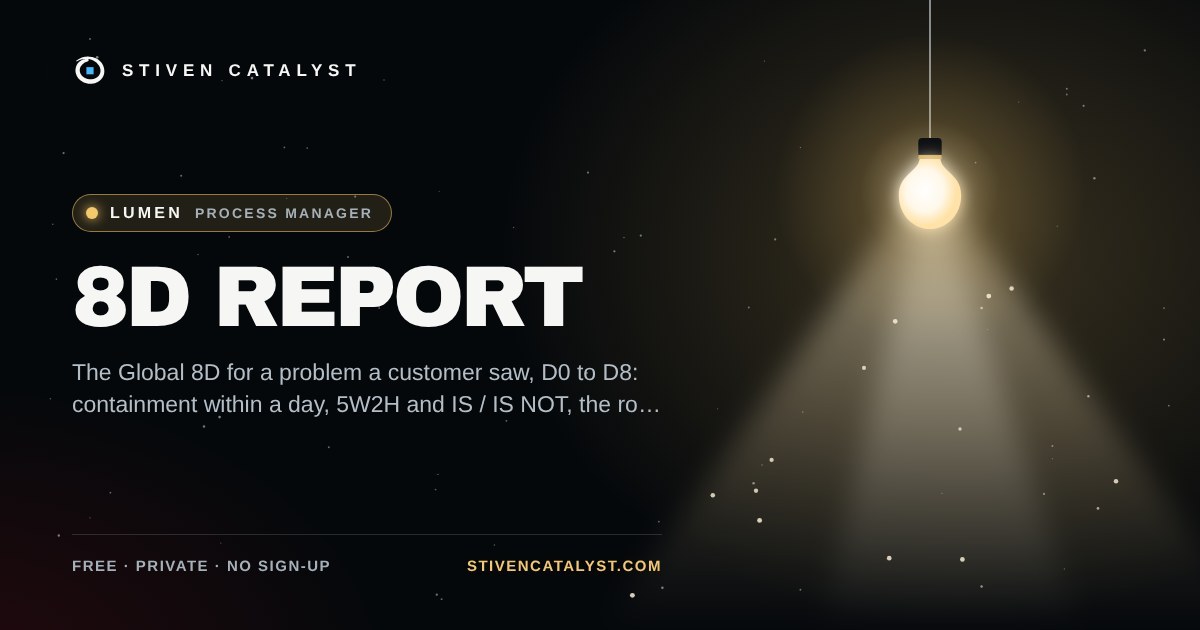 STIVEN CATALYST
LUMEN PROCESS MANAGER
8D REPORT
The Global 8D for a problem a customer saw, D0 to D8:
containment within a day, 5W2H and IS / IS NOT, the ro…
FREE · PRIVATE · NO SIGN-UP
STIVENCATALYST.COM